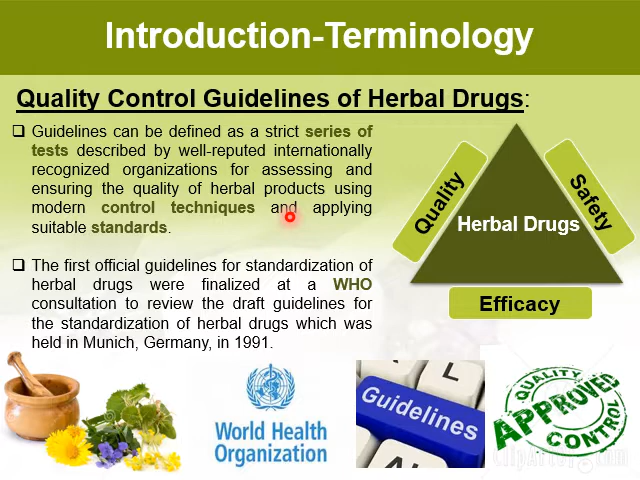 Introduction-Terminology
Quality Control Guidelines of Herbal Drugs:
❑ Guidelines can be defined as a strict series of
tests described by well-reputed internationally
recognized organizations for assessing and
ensuring the quality of herbal products using
modern control techniques and applying
suitable standards.
❑ The first official guidelines for standardization of
herbal drugs were finalized at a WHO
consultation to review the draft guidelines for
the standardization of herbal drugs which was
held in Munich, Germany, in 1991.
Quality
Safety
Herbal Drugs
Efficacy
World Health
Organization
L
Guidelines
QUALITY
APPROVED
CONTROL